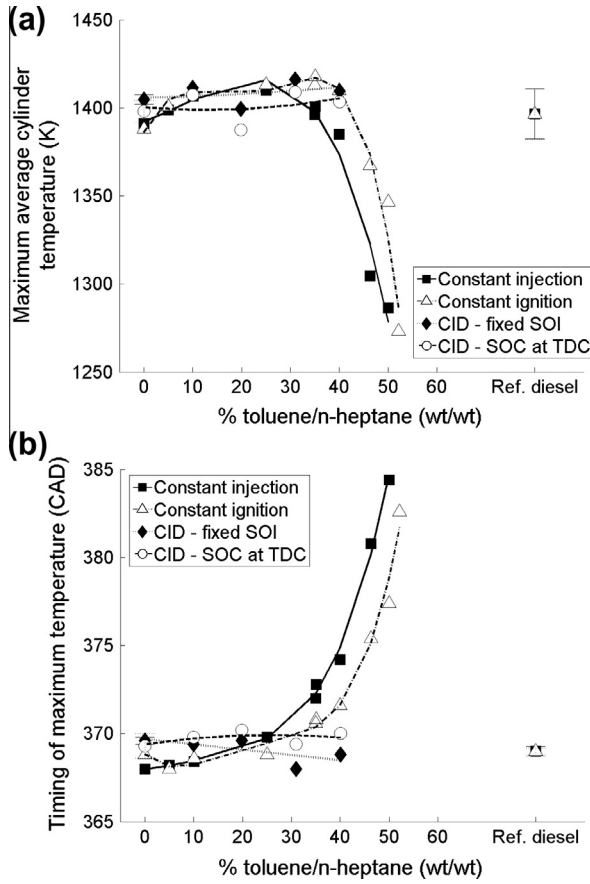 (a)
Maximum average cylinder
temperature (K)
1450
1400
1350
1300
1250
Constant injection
Constant ignition
CID - fixed SOI
CID - SOC at TDC
0 10 20 30 40 50 60 Ref. diesel
% toluene/n-heptane (wt/wt)
(b)
Timing of maximum temperature (CAD)
385
380
375
370
365
Constant injection
Constant ignition
CID - fixed SOI
CID - SOC at TDC
0 10 20 30 40 50 60 Ref. diesel
% toluene/n-heptane (wt/wt)